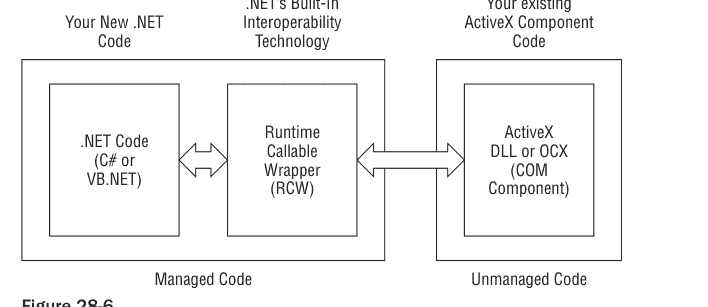 Your New .NET
Code
.NET's Built-In
Interoperability
Technology
Your existing
ActiveX Component
Code
.NET Code
(C# or
VB.NET)
Runtime
Callable
Wrapper
(RCW)
ActiveX
DLL or OCX
(COM
Component)
Managed Code
Unmanaged Code
Figure 28-6